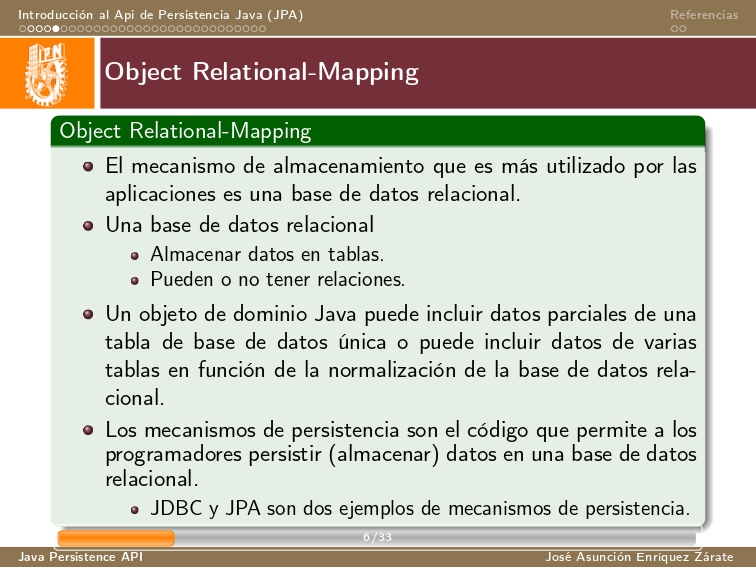 Introducción al Api de Persistencia Java (JPA)
Referencias
IPN
Object Relational-Mapping
Object Relational-Mapping
El mecanismo de almacenamiento que es más utilizado por las
aplicaciones es una base de datos relacional.
Una base de datos relacional
Almacenar datos en tablas.
Pueden o no tener relaciones.
Un objeto de dominio Java puede incluir datos parciales de una
tabla de base de datos única o puede incluir datos de varias
tablas en función de la normalización de la base de datos rela-
cional.
Los mecanismos de persistencia son el código que permite a los
programadores persistir (almacenar) datos en una base de datos
relacional.
JDBC y JPA son dos ejemplos de mecanismos de persistencia.
6/33
Java Persistence API
José Asunción Enríquez Zárate